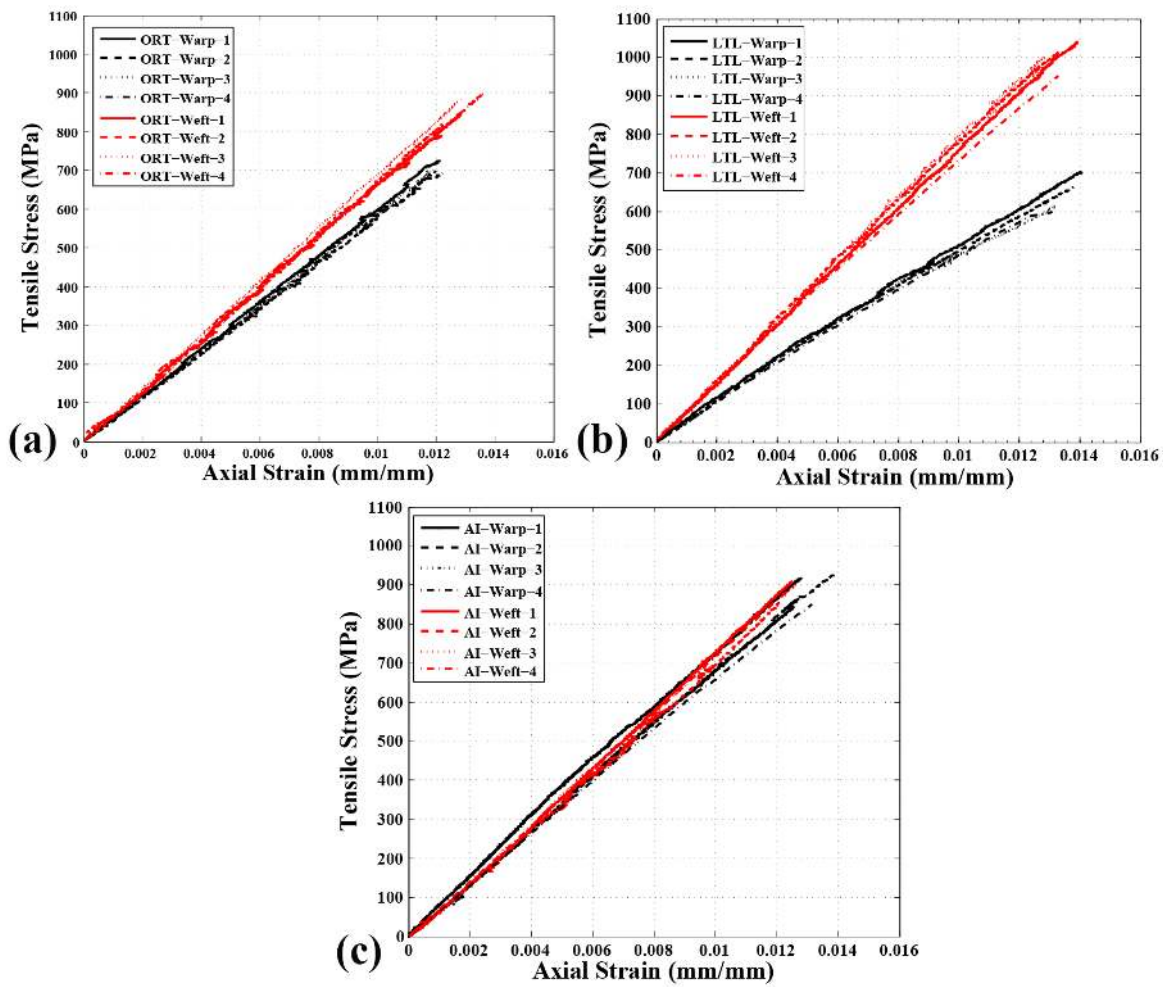 1100
1000
900
800
700
600
500
400
300
200
100
0
Tensile Stress (MPa)
ORT-Warp-1
ORT-Warp-2
ORT-Warp-3
ORT-Warp-4
ORT-Weft-1
ORT-Weft-2
ORT-Weft-3
ORT-Weft-4
0 0.002 0.004 0.006 0.008 0.01 0.012 0.014 0.016
Axial Strain (mm/mm)
(a)
1100
1000
900
800
700
600
500
400
300
200
100
0
Tensile Stress (MPa)
LTL-Warp-1
LTL-Warp-2
LTL-Warp-3
LTL-Warp-4
LTL-Weft-1
LTL-Weft-2
LTL-Weft-3
LTL-Weft-4
0 0.002 0.004 0.006 0.008 0.01 0.012 0.014 0.016
Axial Strain (mm/mm)
(b)
1100
1000
900
800
700
600
500
400
300
200
100
0
Tensile Stress (MPa)
AI-Warp-1
AI-Warp-2
AI-Warp-3
AI-Warp-4
AI-Weft-1
AI-Weft-2
AI-Weft-3
AI-Weft-4
0 0.002 0.004 0.006 0.008 0.01 0.012 0.014 0.016
Axial Strain (mm/mm)
(c)